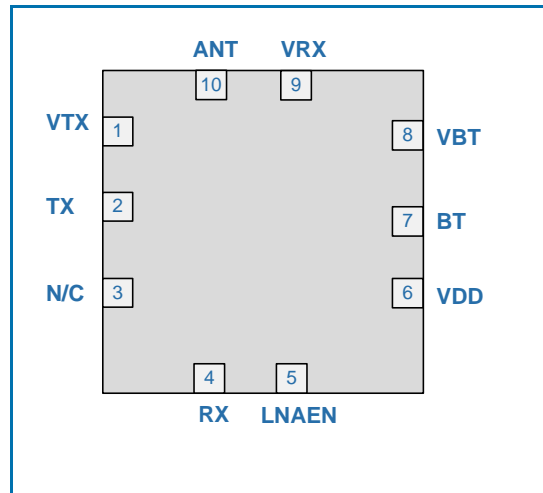 ANT VRX
10 9
VTX 1 8 VBT
TX 2 7 BT
N/C 3 6 VDD
4 5
RX LNAEN